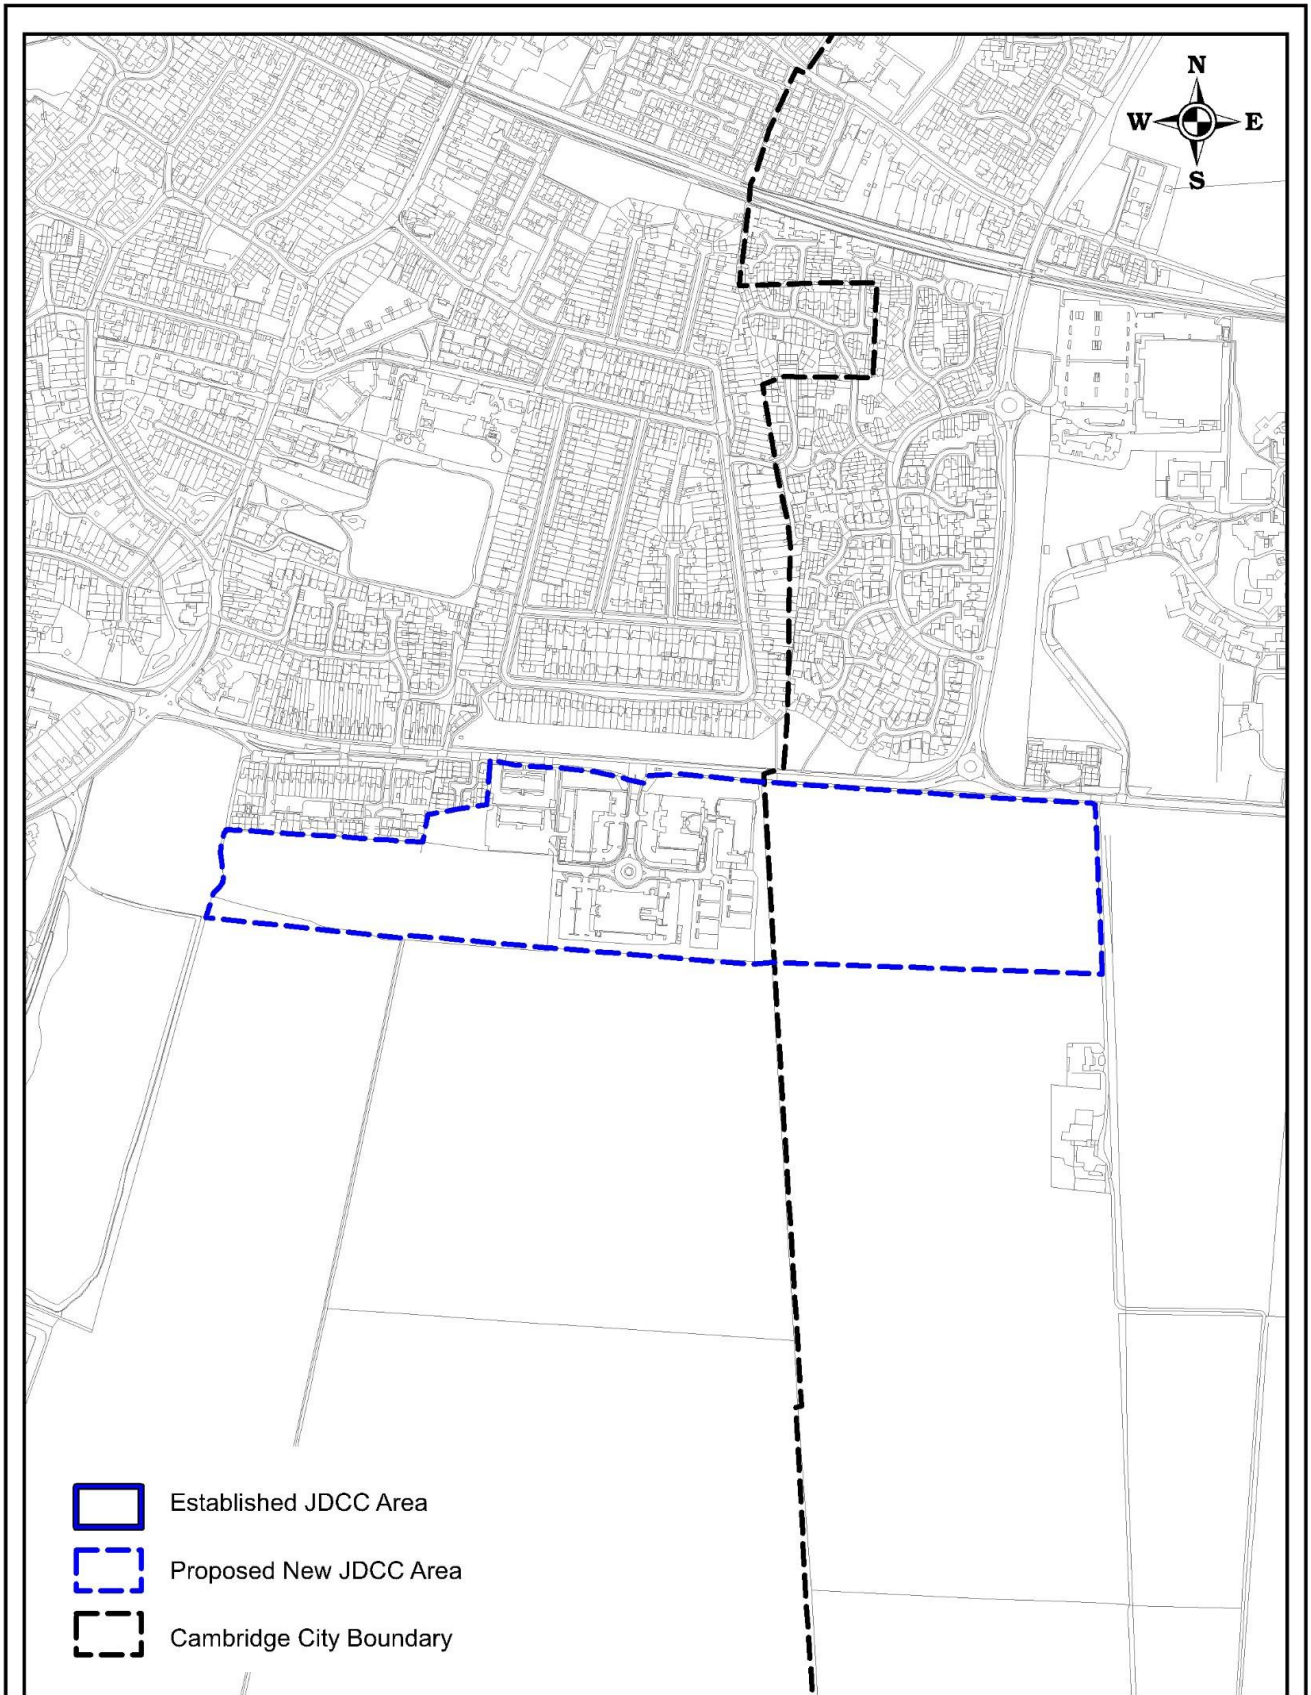 N
W E
S
Established JDCC Area
Proposed New JDCC Area
Cambridge City Boundary